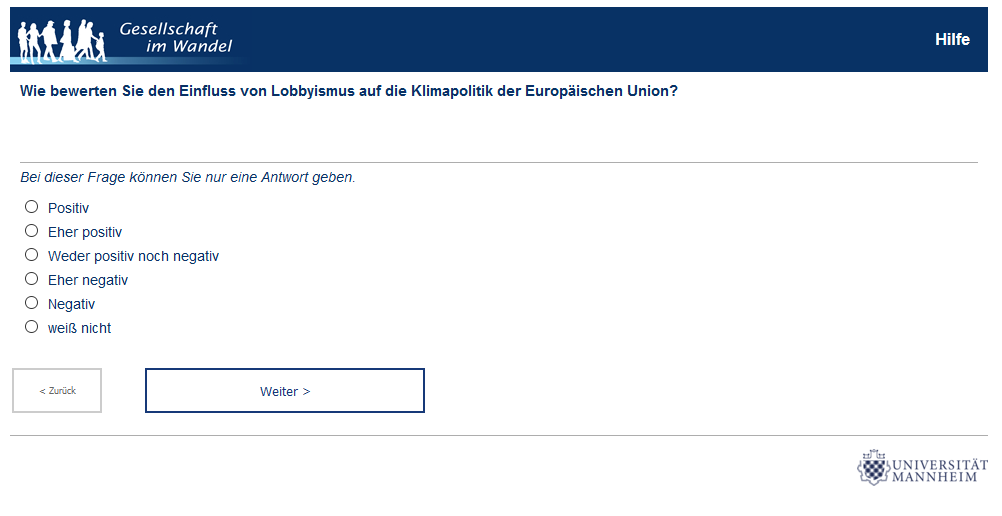 Gesellschaft
im Wandel
Hilfe
Wie bewerten Sie den Einfluss von Lobbyismus auf die Klimapolitik der Europäischen Union?
Bei dieser Frage können Sie nur eine Antwort geben.
Positiv
Eher positiv
Weder positiv noch negativ
Eher negativ
Negativ
weiß nicht
< Zurück
Weiter >
UNIVERSITÄT
MANNHEIM